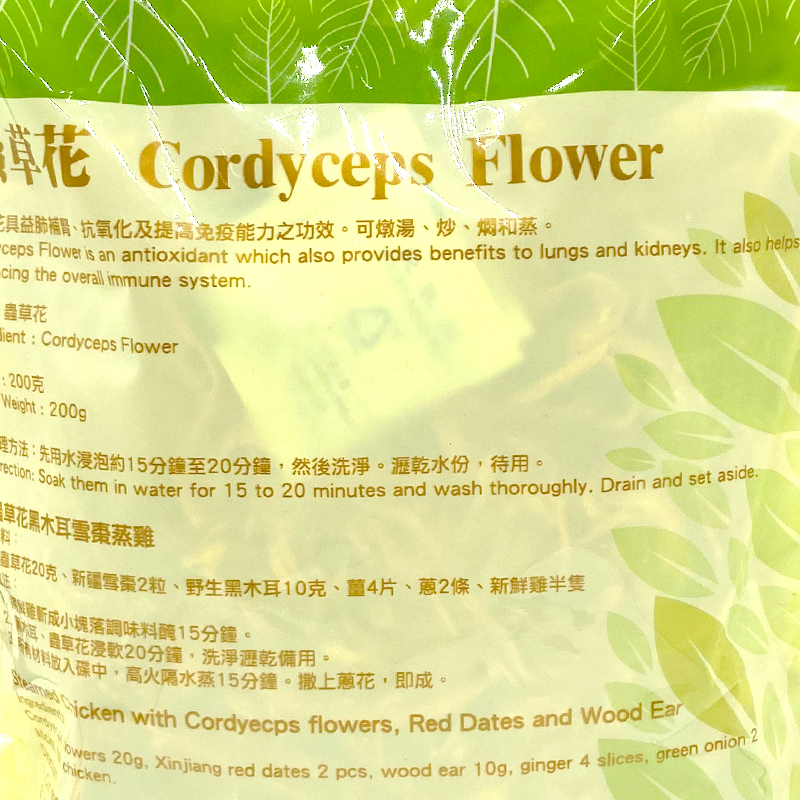 草花 Cordyceps Flower
花具益肺補腎、抗氧化及提高免疫能力之功效。可燉湯、炒、燜和蒸。
yceps Flower is an antioxidant which also provides benefits to lungs and kidneys. It also helps
cing the overall immune system.
蟲草花
dient : Cordyceps Flower
: 200克
Weight : 200g
理方法：先用水浸泡約15分鐘至20分鐘，然後洗淨。瀝乾水份，待用。
rection: Soak them in water for 15 to 20 minutes and wash thoroughly. Drain and set aside.
蟲草花黑木耳雪棗蒸雞
料：
蟲草花20克、新疆雪棗2粒、野生黑木耳10克、薑4片、蔥2條、新鮮雞半隻
雞斬成小塊落調味料醃15分鐘。
2. 木耳、蟲草花浸軟20分鐘，洗淨瀝乾備用。
3. 材料放入碟中，高火隔水蒸15分鐘。撒上蔥花，即成。
Steamed Chicken with Cordyecps flowers, Red Dates and Wood Ear
owers 20g, Xinjiang red dates 2 pcs, wood ear 10g, ginger 4 slices, green onion 2
chicken.